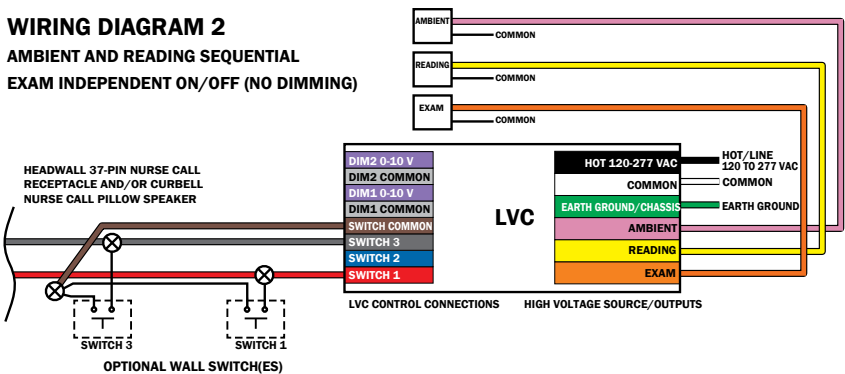 WIRING DIAGRAM 2
AMBIENT AND READING SEQUENTIAL
EXAM INDEPENDENT ON/OFF (NO DIMMING)
AMBIENT
COMMON
READING
COMMON
EXAM
COMMON
HEADWALL 37-PIN NURSE CALL
RECEPTACLE AND/OR CURBELL
NURSE CALL PILLOW SPEAKER
DIM2 0-10 V
DIM2 COMMON
DIM1 0-10 V
DIM1 COMMON
SWITCH COMMON
SWITCH 3
SWITCH 2
SWITCH 1
LVC
HOT 120-277 VAC
COMMON
EARTH GROUND/CHASSIS
AMBIENT
READING
EXAM
HOT/LINE
120 TO 277 VAC
COMMON
EARTH GROUND
LVC CONTROL CONNECTIONS
HIGH VOLTAGE SOURCE/OUTPUTS
SWITCH 3
SWITCH 1
OPTIONAL WALL SWITCH(ES)